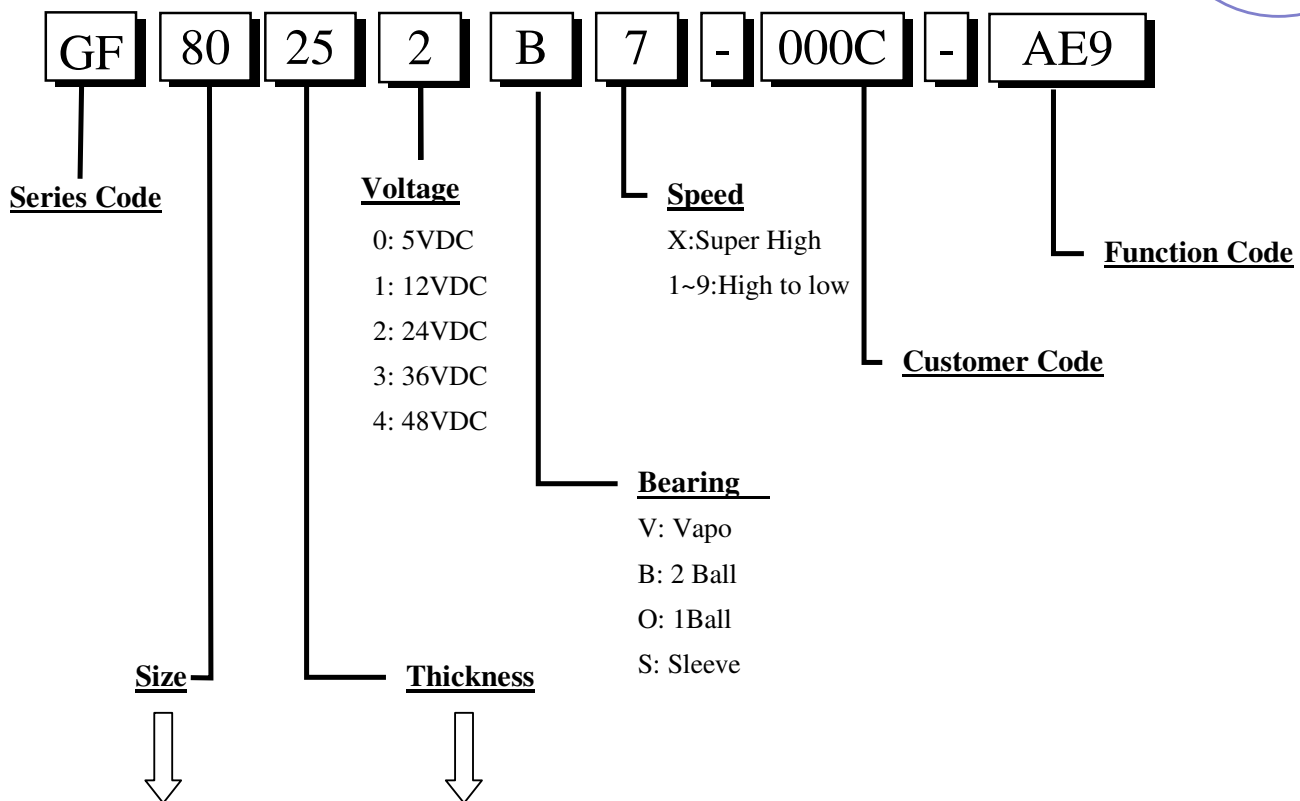 GF 80 25 2 B 7 - 000C - AE9
Series Code
Voltage
0: 5VDC
1: 12VDC
2: 24VDC
3: 36VDC
4: 48VDC
Speed
X:Super High
1~9:High to low
Function Code
Customer Code
Bearing
V: Vapo
B: 2 Ball
O: 1Ball
S: Sleeve
Size
Thickness